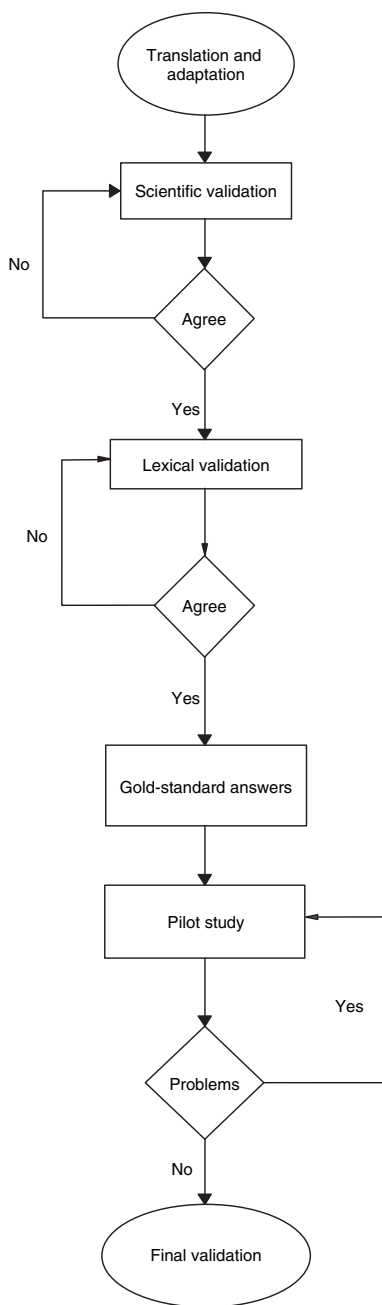 Translation and
adaptation
Scientific validation
No
Agree
Yes
Lexical validation
No
Agree
Yes
Gold-standard answers
Pilot study
Yes
Problems
No
Final validation